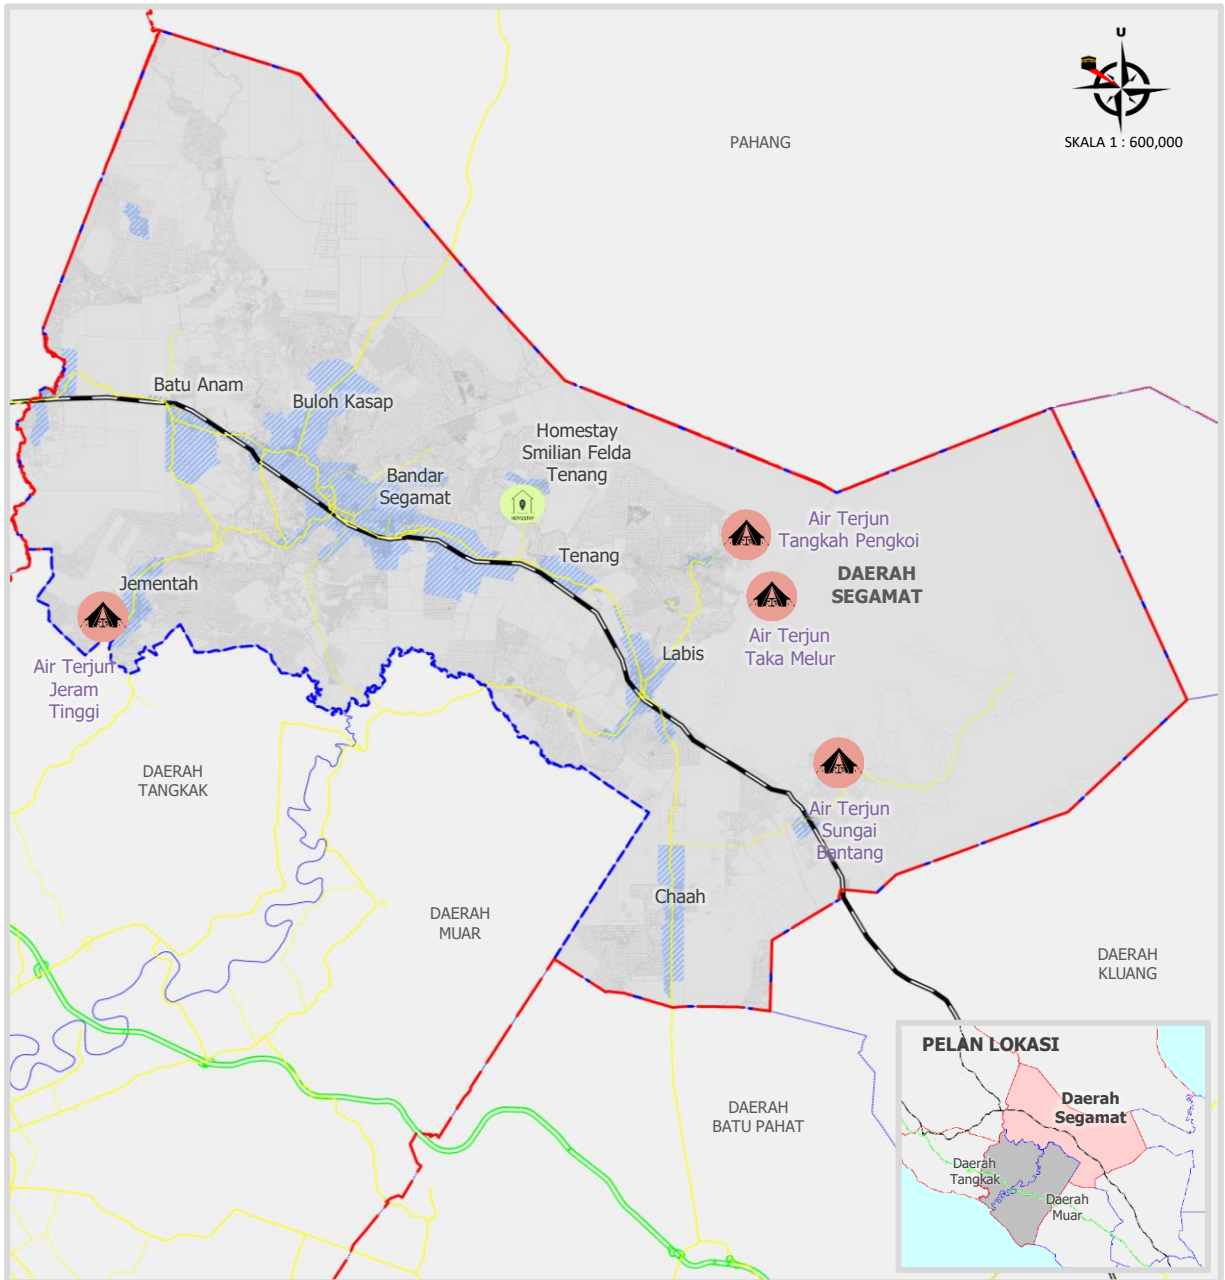 U
SKALA 1 : 600,000
PAHANG
Batu Anam
Buloh Kasap
Homestay
Smilian Felda
Tenang
Bandar
Segamat
Air Terjun
Tangkah Pengkoi
Tenang
DAERAH
SEGAMAT
Jementah
Air Terjun
Taka Melur
Labis
Air Terjun
Jeram
Tinggi
DAERAH
TANGKAK
Air Terjun
Sungai
Bantang
Chaah
DAERAH
MUAR
DAERAH
KLUANG
DAERAH
BATU PAHAT
PELAN LOKASI
Daerah
Segamat
Daerah
Tangkak
Daerah
Muar